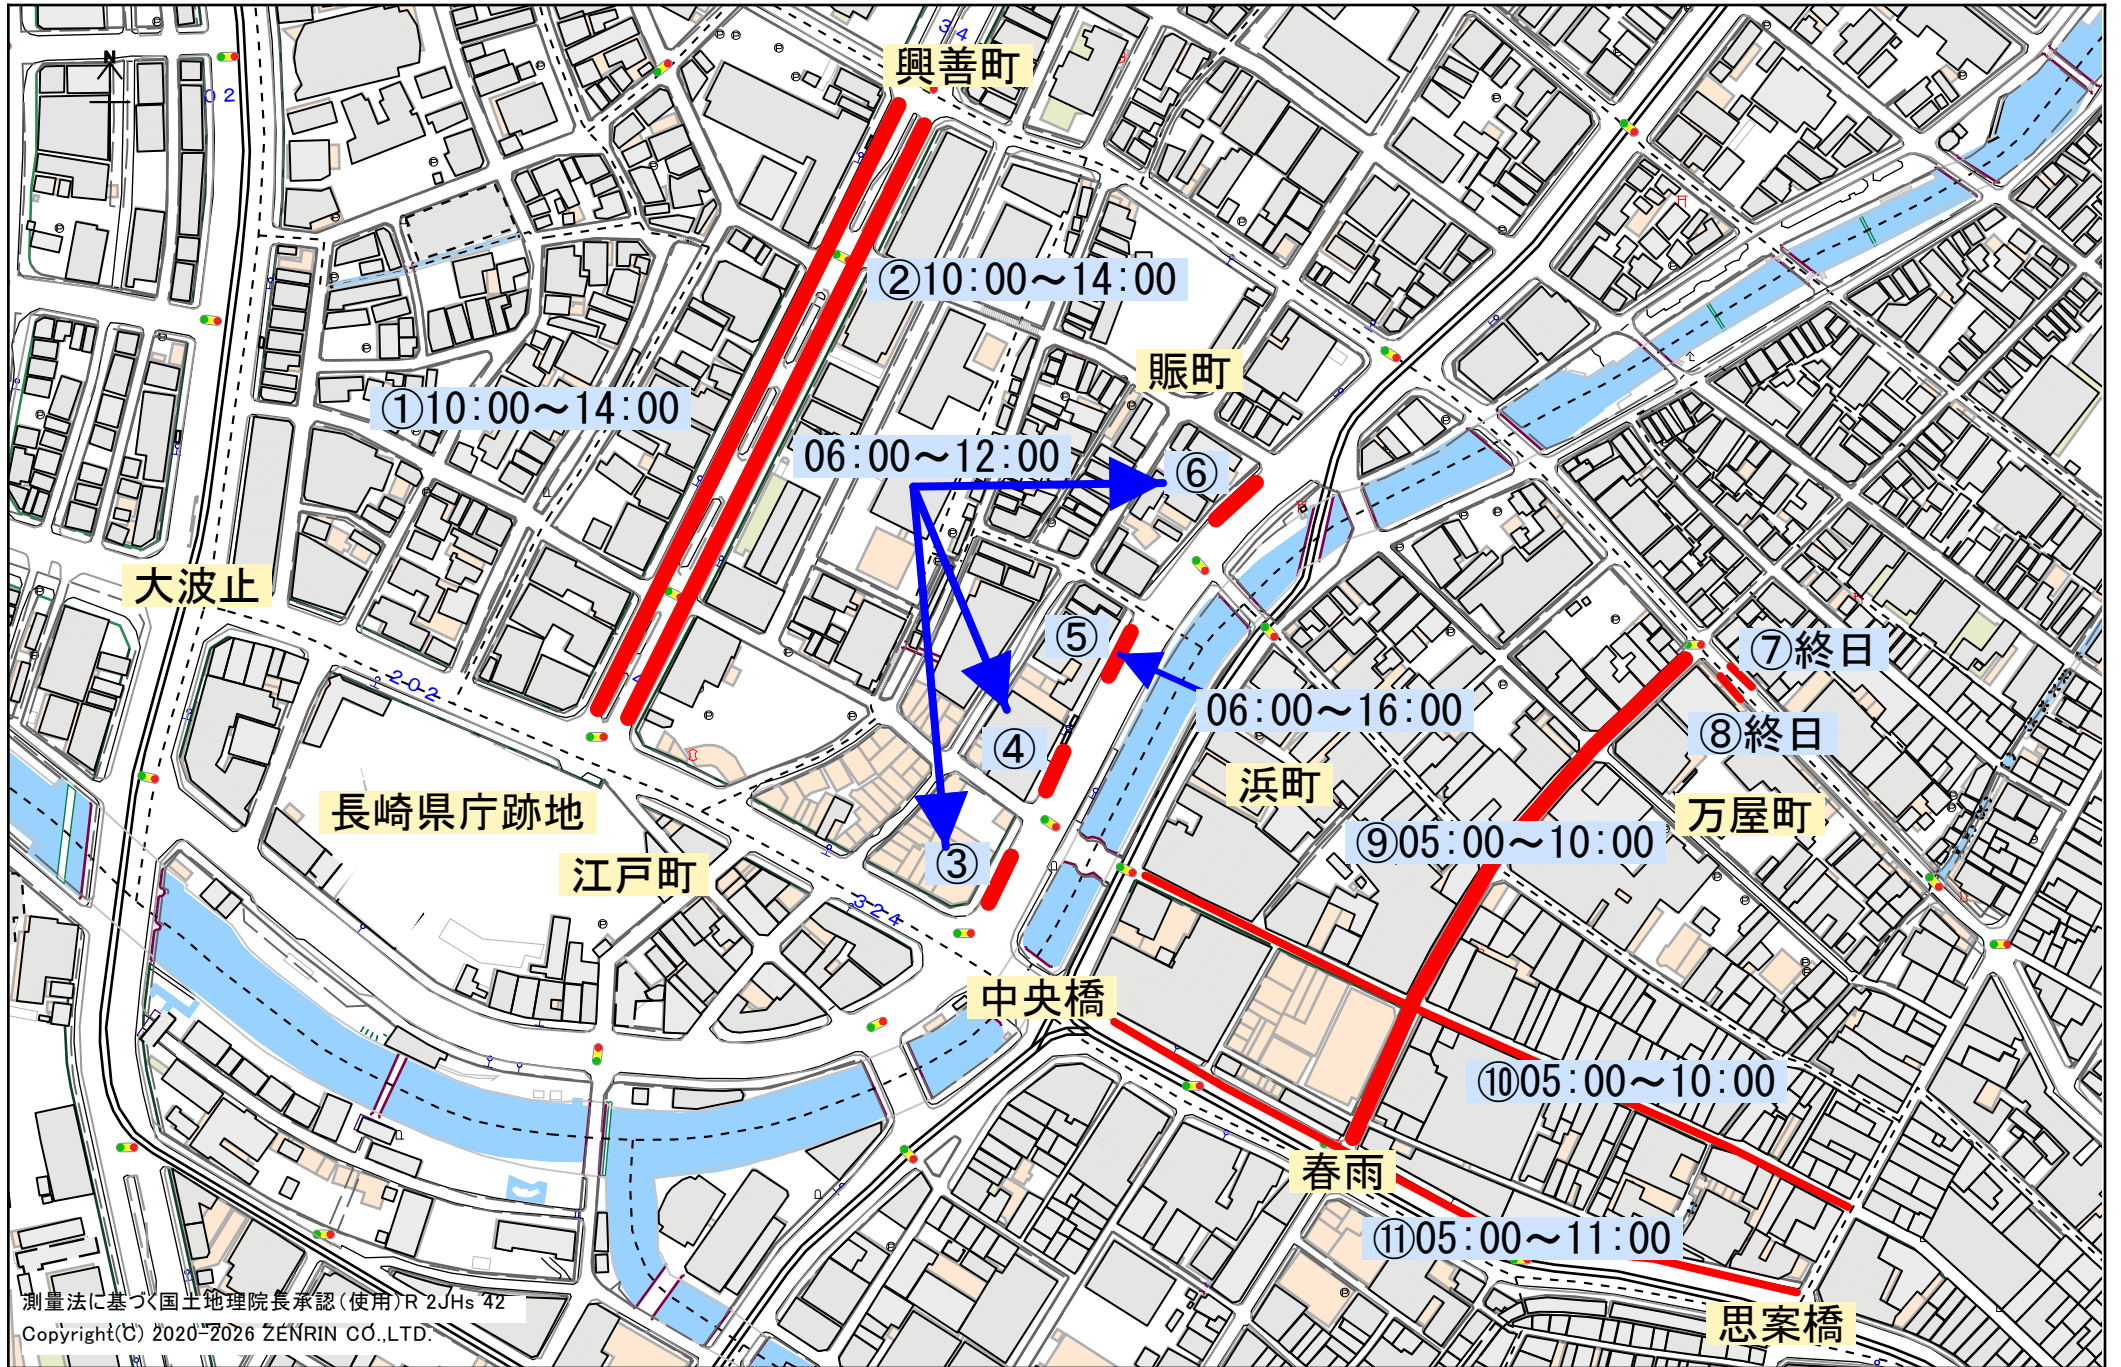 34
興善町
02
②10:00～14:00
賑町
①10:00～14:00
06:00～12:00
⑥
大波止
⑤
⑦終日
202
06:00～16:00
④
⑧終日
浜町
長崎県庁跡地
万屋町
⑨05:00～10:00
③
江戸町
324
中央橋
⑩05:00～10:00
春雨
⑪05:00～11:00
思案橋
測量法に基づく国土地理院長承認(使用)R 2JHs 42
Copyright(C) 2020-2026 ZENRIN CO.,LTD.
N